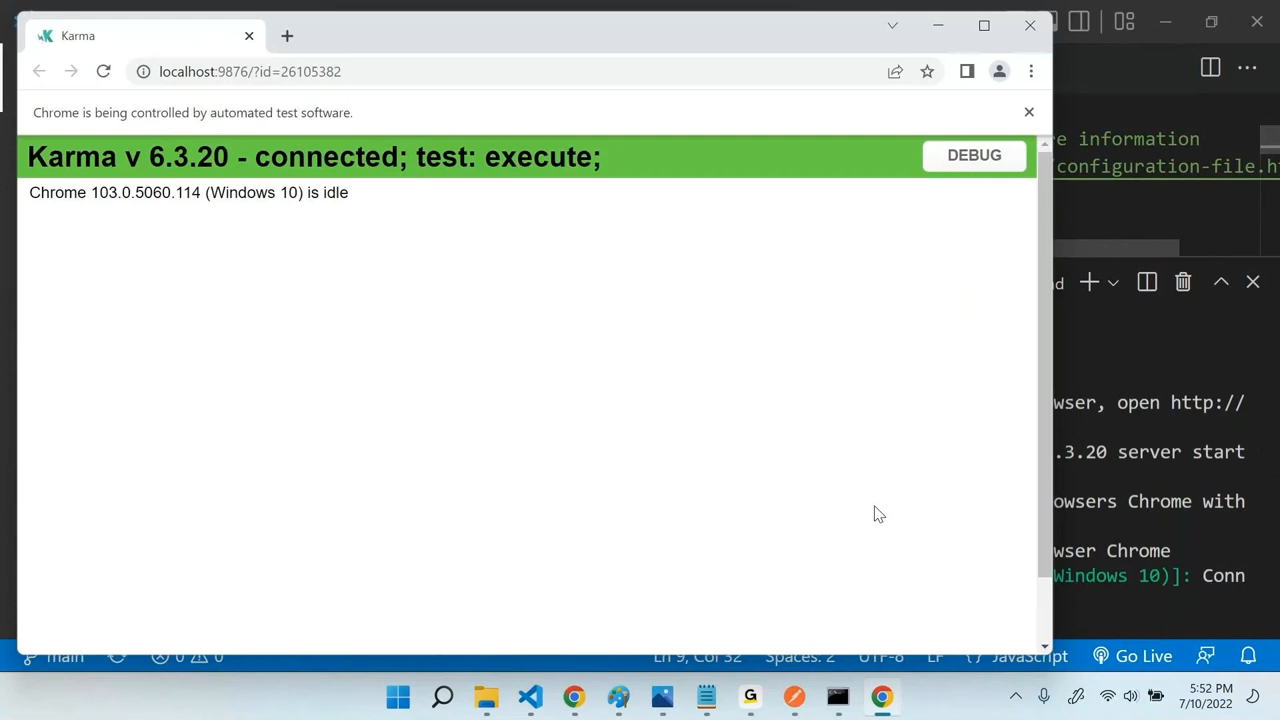 Karma
localhost:9876/?id=26105382
Chrome is being controlled by automated test software.
Karma v 6.3.20 - connected; test: execute;
DEBUG
Chrome 103.0.5060.114 (Windows 10) is idle
re information
configuration-file.h
wser, open http://
.3.20 server start
owsers Chrome with
wser Chrome
Windows 10)]: Conn
main
0
0
Ln 9, Col 32
Spaces: 2
UTF-8
LF
JavaScript
Go Live
G
5:52 PM
7/10/2022